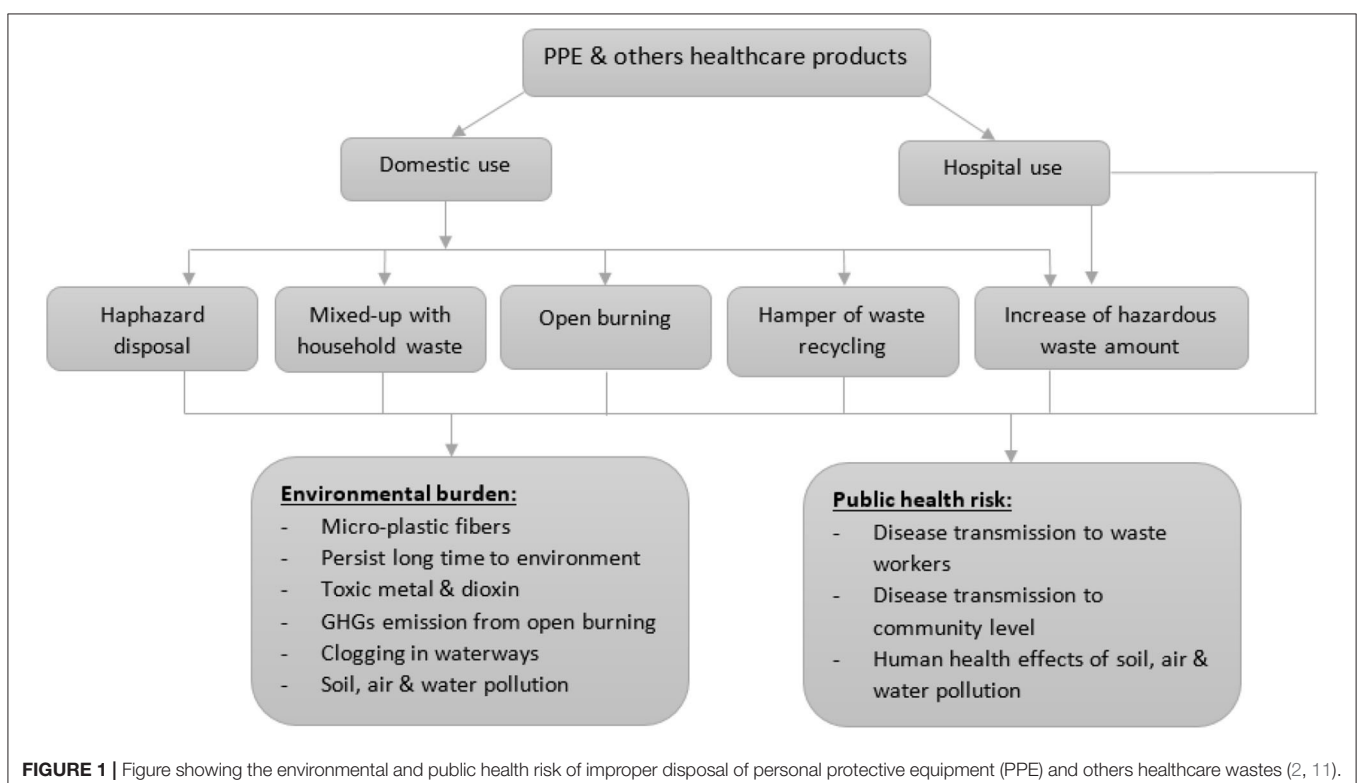 PPE & others healthcare products
Domestic use
Hospital use
Haphazard
disposal
Mixed-up with
household waste
Open burning
Hamper of waste
recycling
Increase of hazardous
waste amount
Environmental burden:
- Micro-plastic fibers
- Persist long time to environment
- Toxic metal & dioxin
- GHGs emission from open burning
- Clogging in waterways
- Soil, air & water pollution
Public health risk:
- Disease transmission to waste
workers
- Disease transmission to
community level
- Human health effects of soil, air &
water pollution
FIGURE 1 | Figure showing the environmental and public health risk of improper disposal of personal protective equipment (PPE) and others healthcare wastes (2, 11).